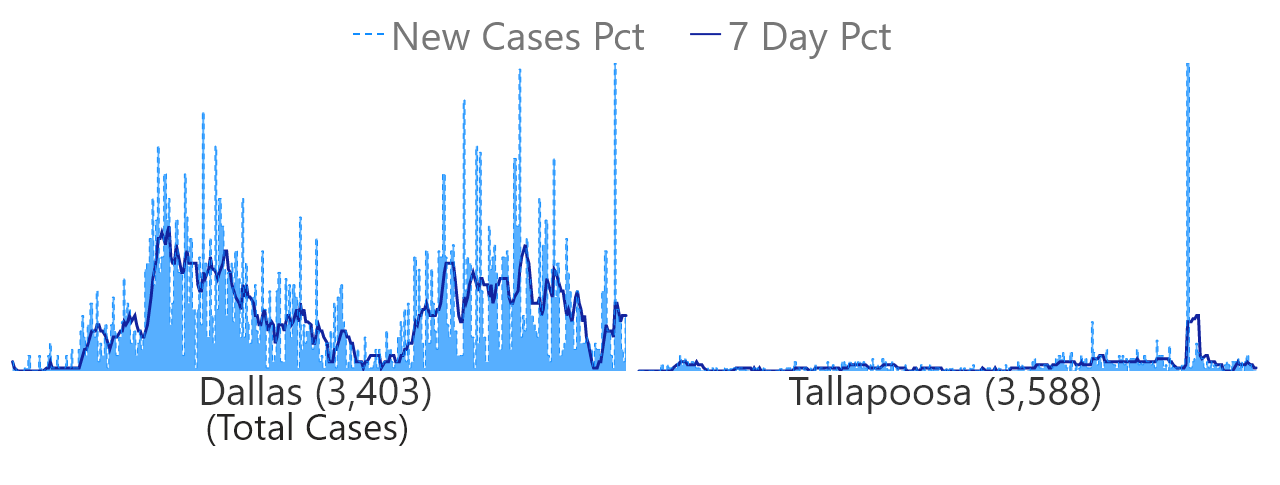 New Cases Pct 7 Day Pct
Dallas (3,403) Tallapoosa (3,588)
(Total Cases)